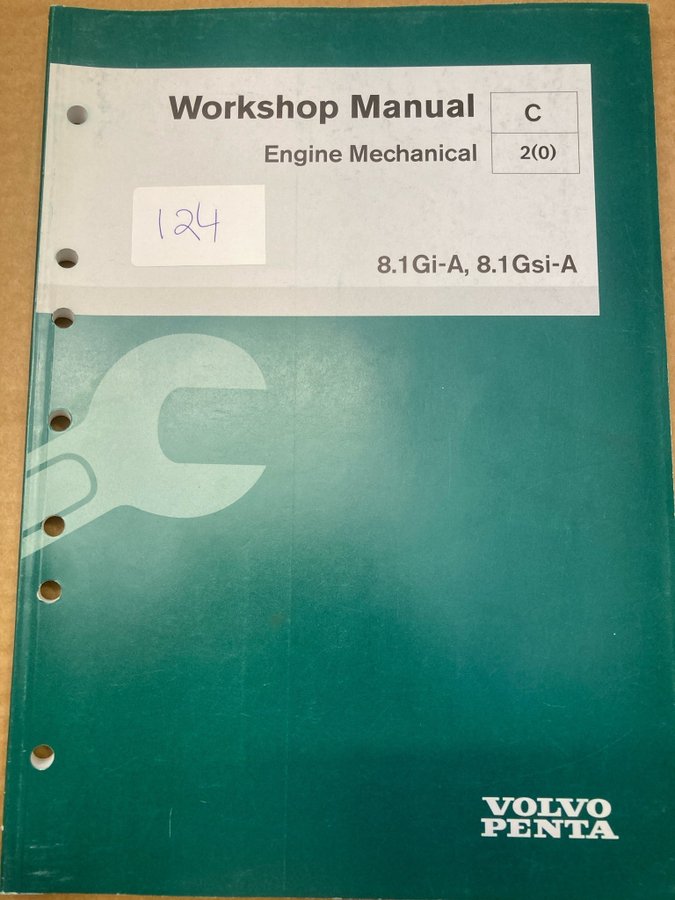 Workshop Manual
C
Engine Mechanical
2(0)
124
8.1Gi-A, 8.1Gsi-A
VOLVO
PENTA